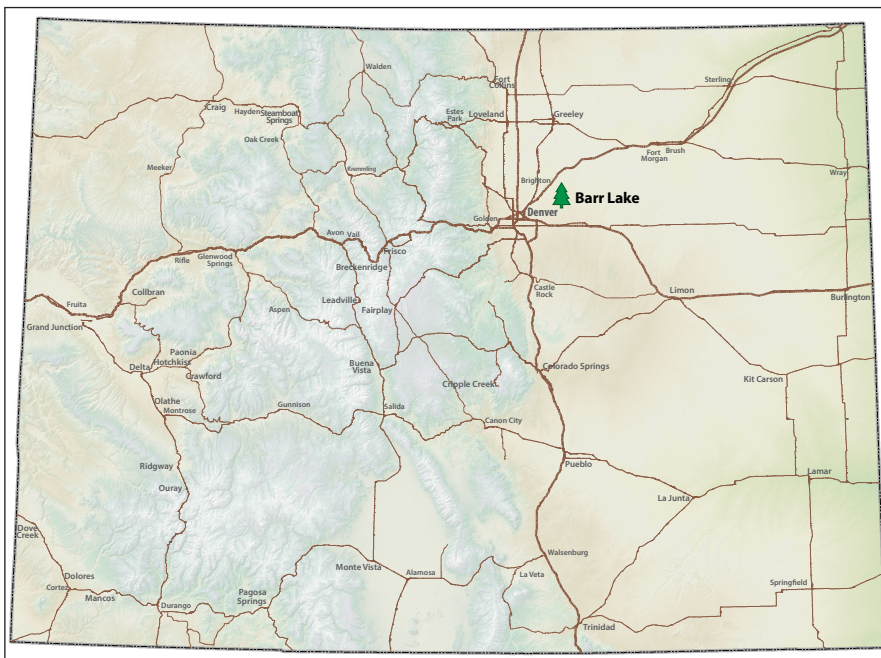 Walden
Fort
Collins
Sterling
Craig
Hayden
Steamboat
Springs
Estes
Park
Loveland
Greeley
Oak Creek
Fort
Morgan
Brush
Meeker
Kremmling
Wray
Brighton
Barr Lake
Golden
Denver
Avon
Vail
Frisco
Rifle
Glenwood
Springs
Breckenridge
Collbran
Castle
Rock
Limon
Burlington
Fruita
Leadville
Fairplay
Aspen
Grand Junction
Paonia
Hotchkiss
Delta
Crawford
Buena
Vista
Colorado Springs
Cripple Creek
Kit Carson
Olathe
Montrose
Gunnison
Salida
Canon City
Ridgway
Pueblo
Lamar
Ouray
La Junta
Dove
Creek
Walsenburg
Monte Vista
Alamosa
La Veta
Dolores
Cortez
Mancos
Pagosa
Springs
Durango
Springfield
Trinidad